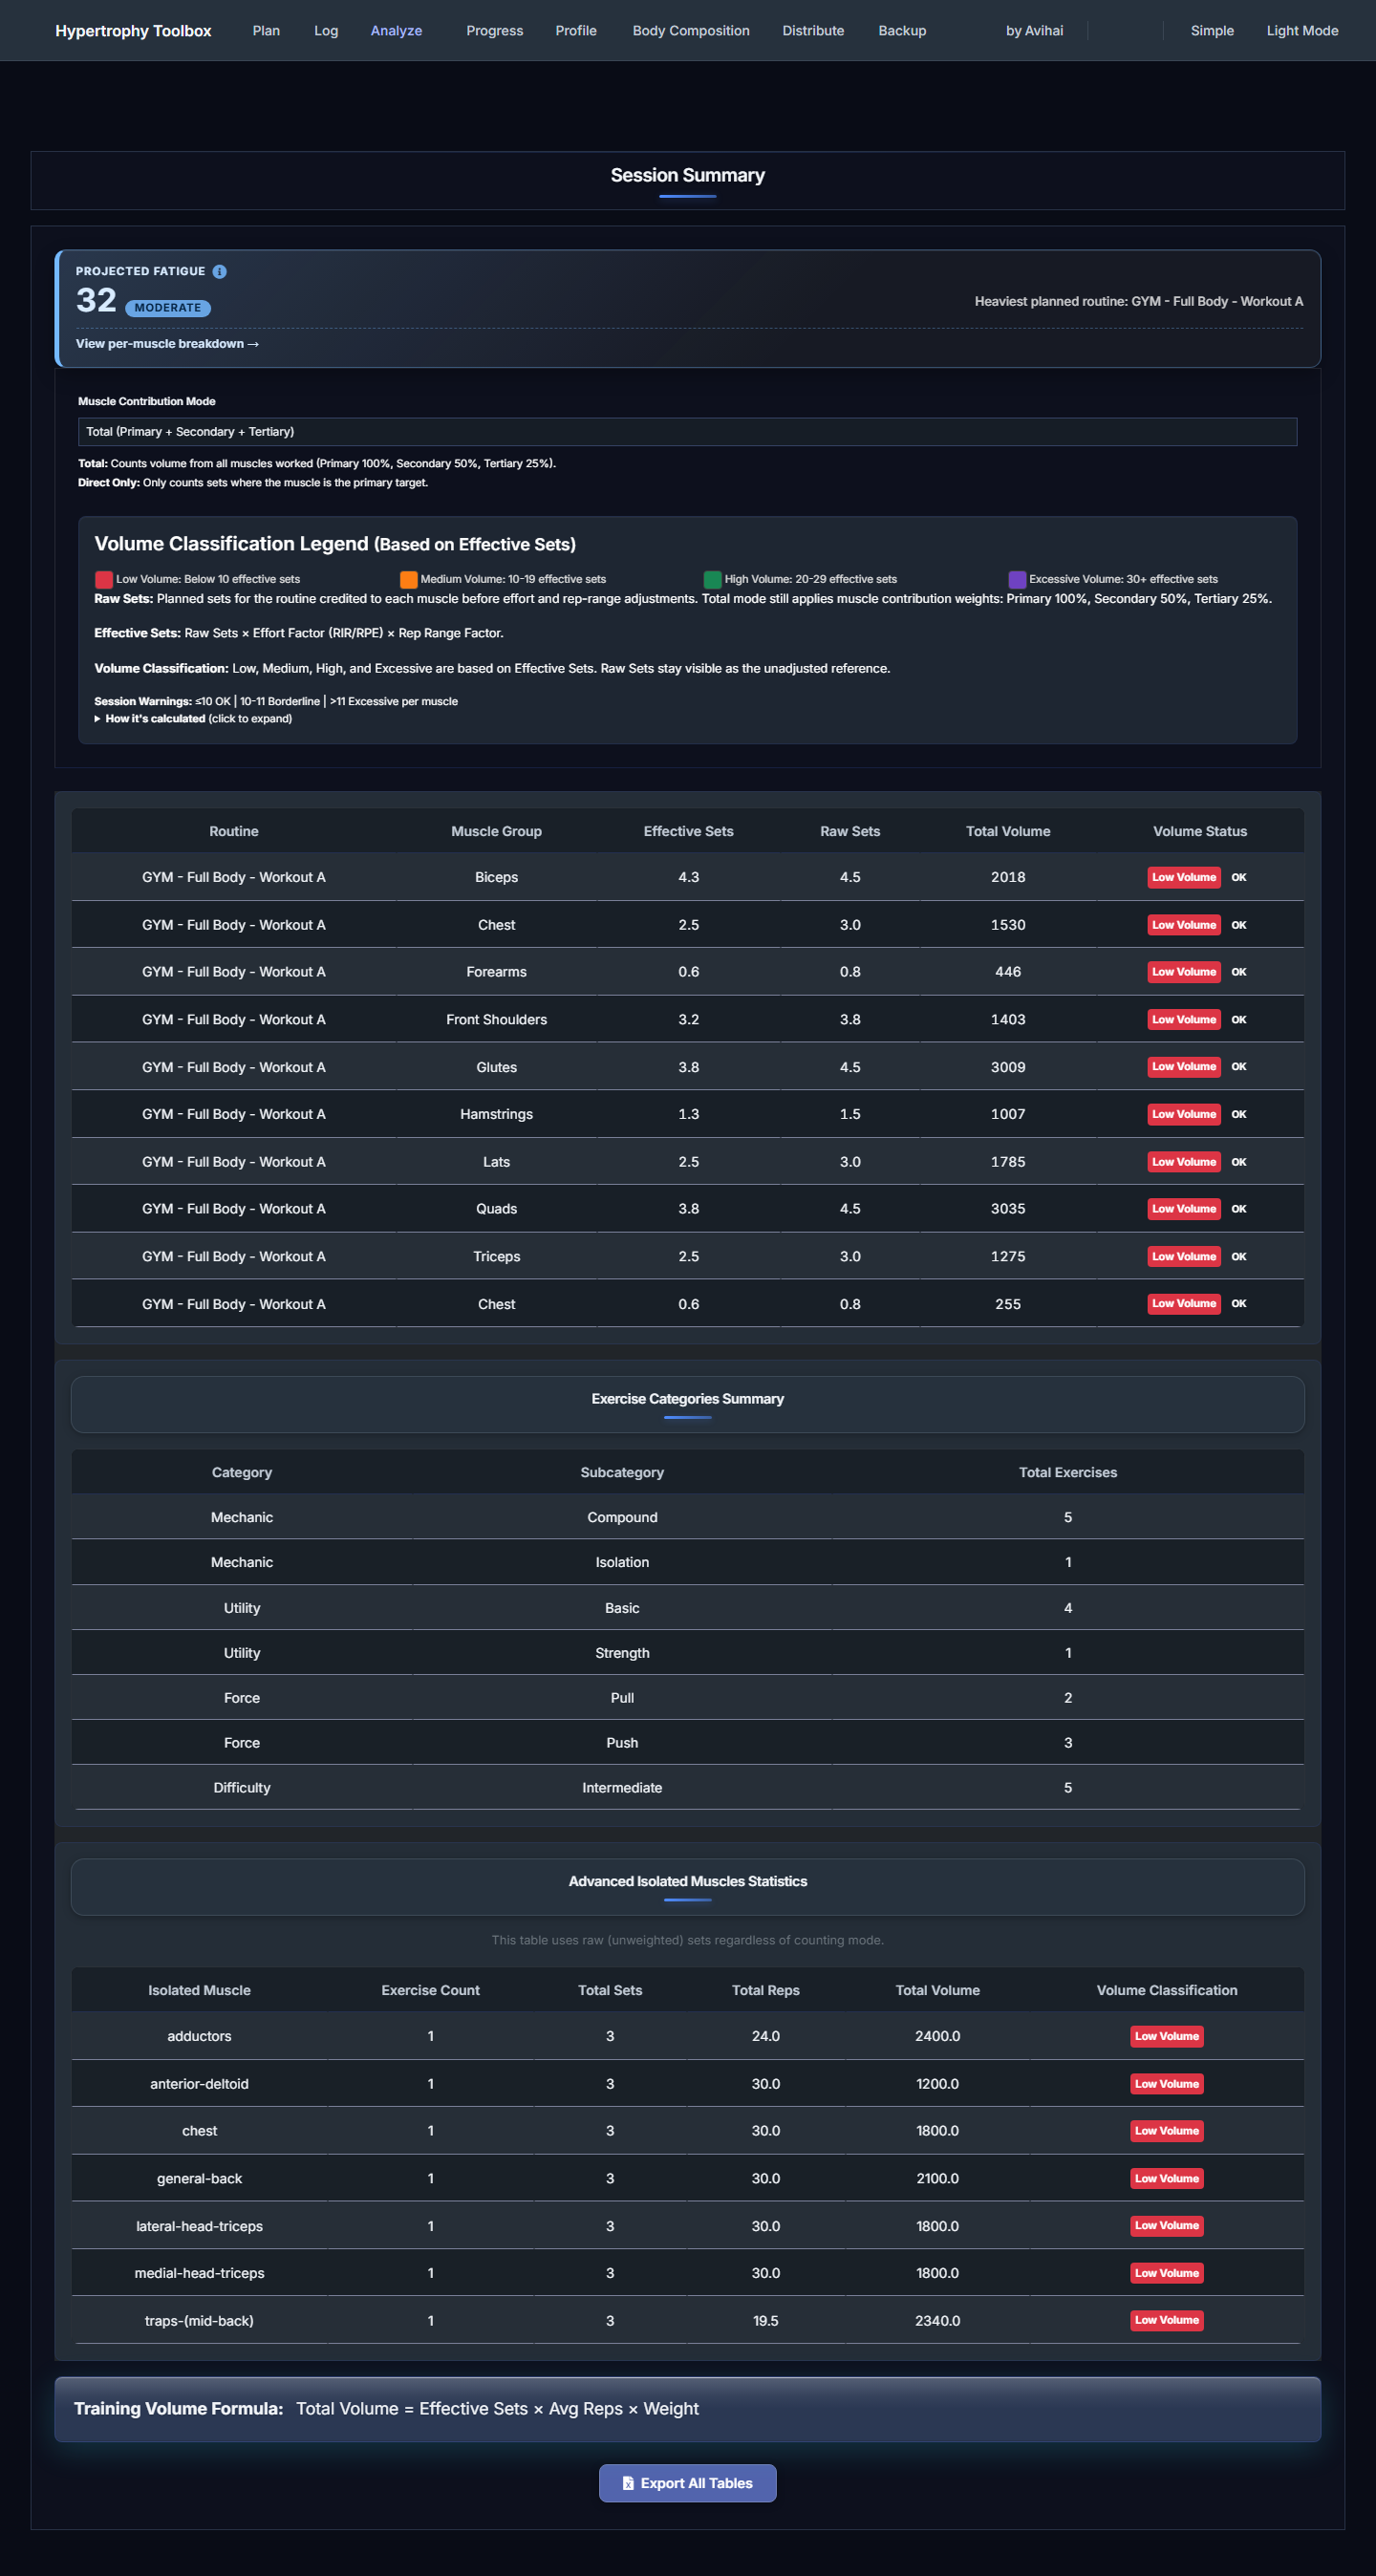 Hypertrophy Toolbox Plan Log Analyze Progress Profile Body Composition Distribute Backup by Avihai Simple Light Mode
Session Summary
PROJECTED FATIGUE i
32 MODERATE
Heaviest planned routine: GYM - Full Body - Workout A
View per-muscle breakdown →
Muscle Contribution Mode
Total (Primary + Secondary + Tertiary)
Total: Counts volume from all muscles worked (Primary 100%, Secondary 50%, Tertiary 25%).
Direct Only: Only counts sets where the muscle is the primary target.
Volume Classification Legend (Based on Effective Sets)
Low Volume: Below 10 effective sets Medium Volume: 10-19 effective sets High Volume: 20-29 effective sets Excessive Volume: 30+ effective sets
Raw Sets: Planned sets for the routine credited to each muscle before effort and rep-range adjustments. Total mode still applies muscle contribution weights: Primary 100%, Secondary 50%, Tertiary 25%.
Effective Sets: Raw Sets × Effort Factor (RIR/RPE) × Rep Range Factor.
Volume Classification: Low, Medium, High, and Excessive are based on Effective Sets. Raw Sets stay visible as the unadjusted reference.
Session Warnings: ≤10 OK | 10-11 Borderline | >11 Excessive per muscle
▶ How it's calculated (click to expand)
Routine Muscle Group Effective Sets Raw Sets Total Volume Volume Status
GYM - Full Body - Workout A Biceps 4.3 4.5 2018 Low Volume OK
GYM - Full Body - Workout A Chest 2.5 3.0 1530 Low Volume OK
GYM - Full Body - Workout A Forearms 0.6 0.8 446 Low Volume OK
GYM - Full Body - Workout A Front Shoulders 3.2 3.8 1403 Low Volume OK
GYM - Full Body - Workout A Glutes 3.8 4.5 3009 Low Volume OK
GYM - Full Body - Workout A Hamstrings 1.3 1.5 1007 Low Volume OK
GYM - Full Body - Workout A Lats 2.5 3.0 1785 Low Volume OK
GYM - Full Body - Workout A Quads 3.8 4.5 3035 Low Volume OK
GYM - Full Body - Workout A Triceps 2.5 3.0 1275 Low Volume OK
GYM - Full Body - Workout A Chest 0.6 0.8 255 Low Volume OK
Exercise Categories Summary
Category Subcategory Total Exercises
Mechanic Compound 5
Mechanic Isolation 1
Utility Basic 4
Utility Strength 1
Force Pull 2
Force Push 3
Difficulty Intermediate 5
Advanced Isolated Muscles Statistics
This table uses raw (unweighted) sets regardless of counting mode.
Isolated Muscle Exercise Count Total Sets Total Reps Total Volume Volume Classification
adductors 1 3 24.0 2400.0 Low Volume
anterior-deltoid 1 3 30.0 1200.0 Low Volume
chest 1 3 30.0 1800.0 Low Volume
general-back 1 3 30.0 2100.0 Low Volume
lateral-head-triceps 1 3 30.0 1800.0 Low Volume
medial-head-triceps 1 3 30.0 1800.0 Low Volume
traps-(mid-back) 1 3 19.5 2340.0 Low Volume
Training Volume Formula: Total Volume = Effective Sets × Avg Reps × Weight
Export All Tables